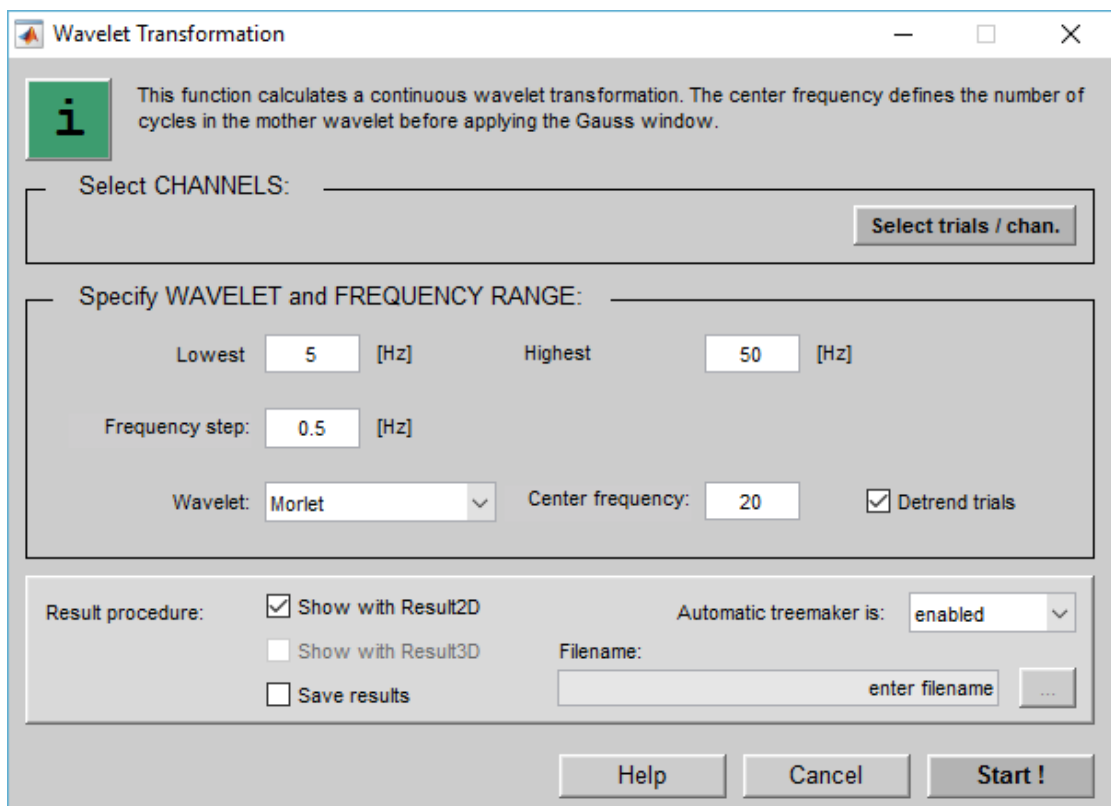 Wavelet Transformation
i
This function calculates a continuous wavelet transformation. The center frequency defines the number of
cycles in the mother wavelet before applying the Gauss window.
Select CHANNELS:
Select trials / chan.
Specify WAVELET and FREQUENCY RANGE:
Lowest 5 [Hz] Highest 50 [Hz]
Frequency step: 0.5 [Hz]
Wavelet: Morlet Center frequency: 20 Detrend trials
Result procedure: Show with Result2D Automatic treemaker is: enabled
Show with Result3D Filename:
Save results enter filename ...
Help Cancel Start !